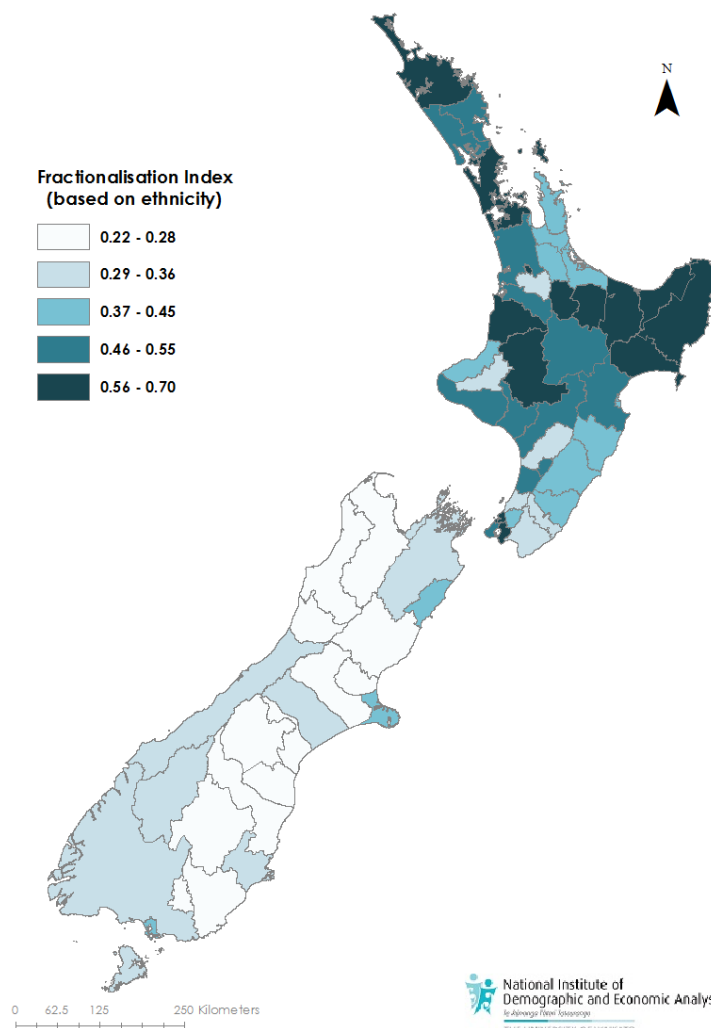 N
Fractionalisation Index
(based on ethnicity)
0.22 - 0.28
0.29 - 0.36
0.37 - 0.45
0.46 - 0.55
0.56 - 0.70
National Institute of
Demographic and Economic Analys
0 62.5 125 250 Kilometers